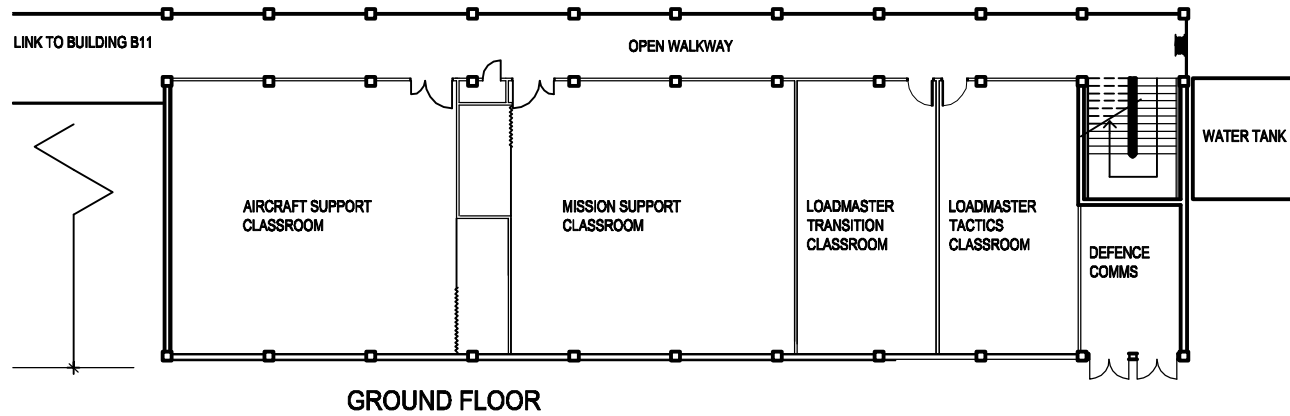 LINK TO BUILDING B11
OPEN WALKWAY
WATER TANK
AIRCRAFT SUPPORT
CLASSROOM
MISSION SUPPORT
CLASSROOM
LOADMASTER
TRANSITION
CLASSROOM
LOADMASTER
TACTICS
CLASSROOM
DEFENCE
COMMS
GROUND FLOOR